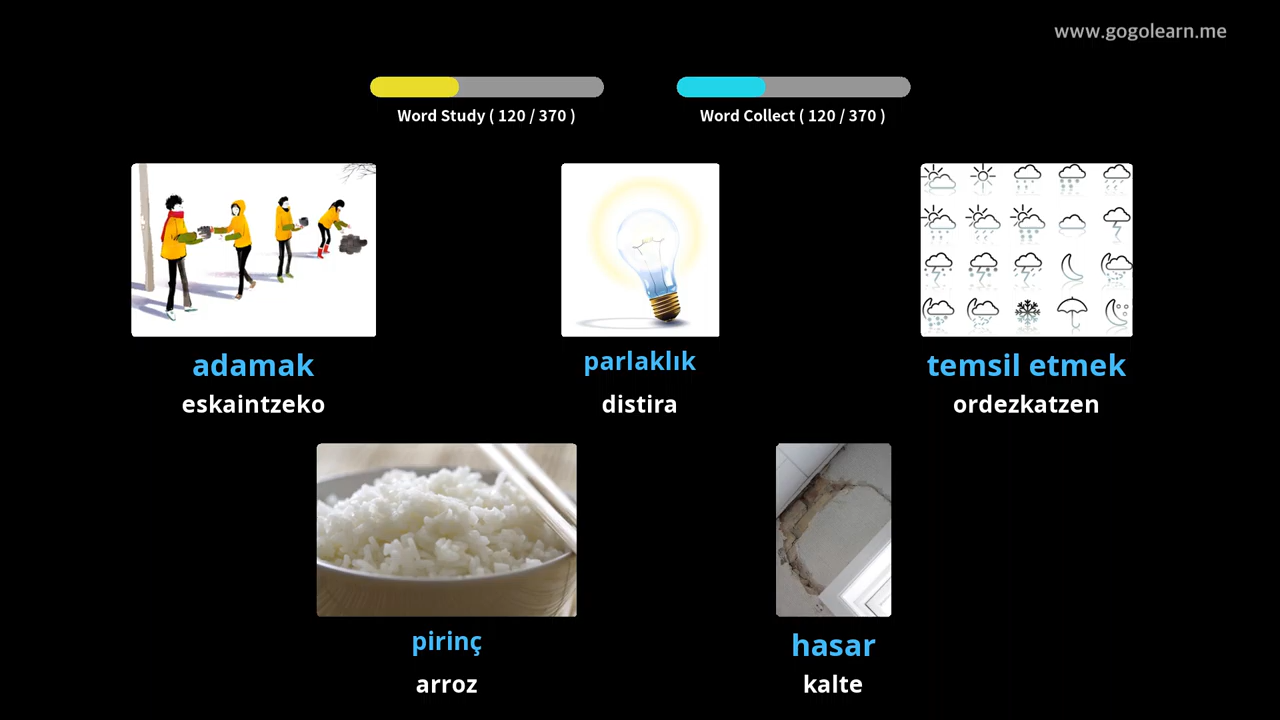 www.gogolearn.me
Word Study ( 120 / 370 )
Word Collect ( 120 / 370 )
adamak
eskaintzeko
parlaklık
distira
temsil etmek
ordezkatzen
pirinç
arroz
hasar
kalte